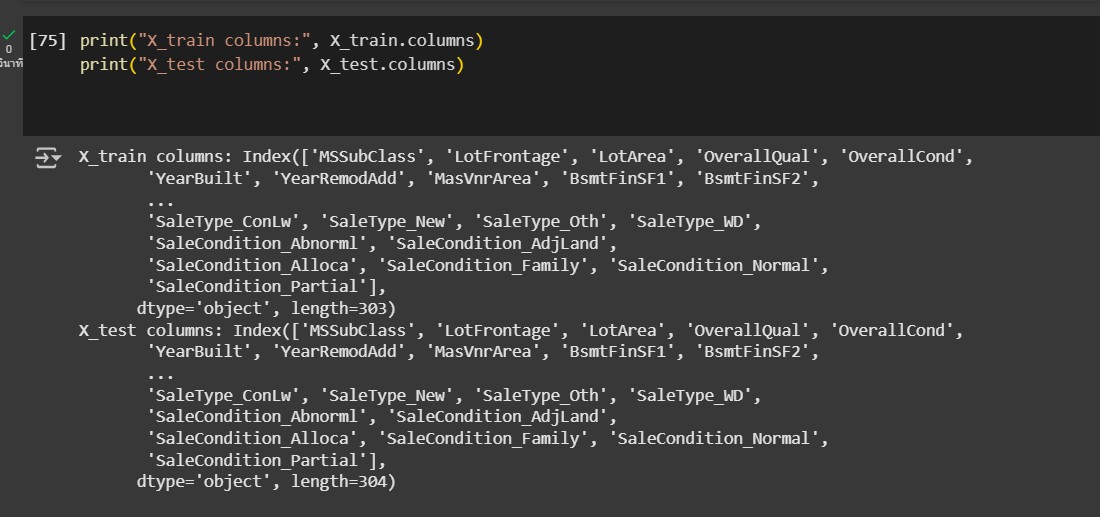 [75] print("X_train columns:", X_train.columns)
0
วินาที
print("X_test columns:", X_test.columns)
X_train columns: Index(['MSSubClass', 'LotFrontage', 'LotArea', 'OverallQual', 'OverallCond',
'YearBuilt', 'YearRemodAdd', 'MasVnrArea', 'BsmtFinSF1', 'BsmtFinSF2',
...
'SaleType_ConLw', 'SaleType_New', 'SaleType_Oth', 'SaleType_WD',
'SaleCondition_Abnorml', 'SaleCondition_AdjLand',
'SaleCondition_Alloca', 'SaleCondition_Family', 'SaleCondition_Normal',
'SaleCondition_Partial'],
dtype='object', length=303)
X_test columns: Index(['MSSubClass', 'LotFrontage', 'LotArea', 'OverallQual', 'OverallCond',
'YearBuilt', 'YearRemodAdd', 'MasVnrArea', 'BsmtFinSF1', 'BsmtFinSF2',
...
'SaleType_ConLw', 'SaleType_New', 'SaleType_Oth', 'SaleType_WD',
'SaleCondition_Abnorml', 'SaleCondition_AdjLand',
'SaleCondition_Alloca', 'SaleCondition_Family', 'SaleCondition_Normal',
'SaleCondition_Partial'],
dtype='object', length=304)